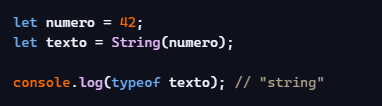 let numero = 42;
let texto = String(numero);
console.log(typeof texto); // "string"